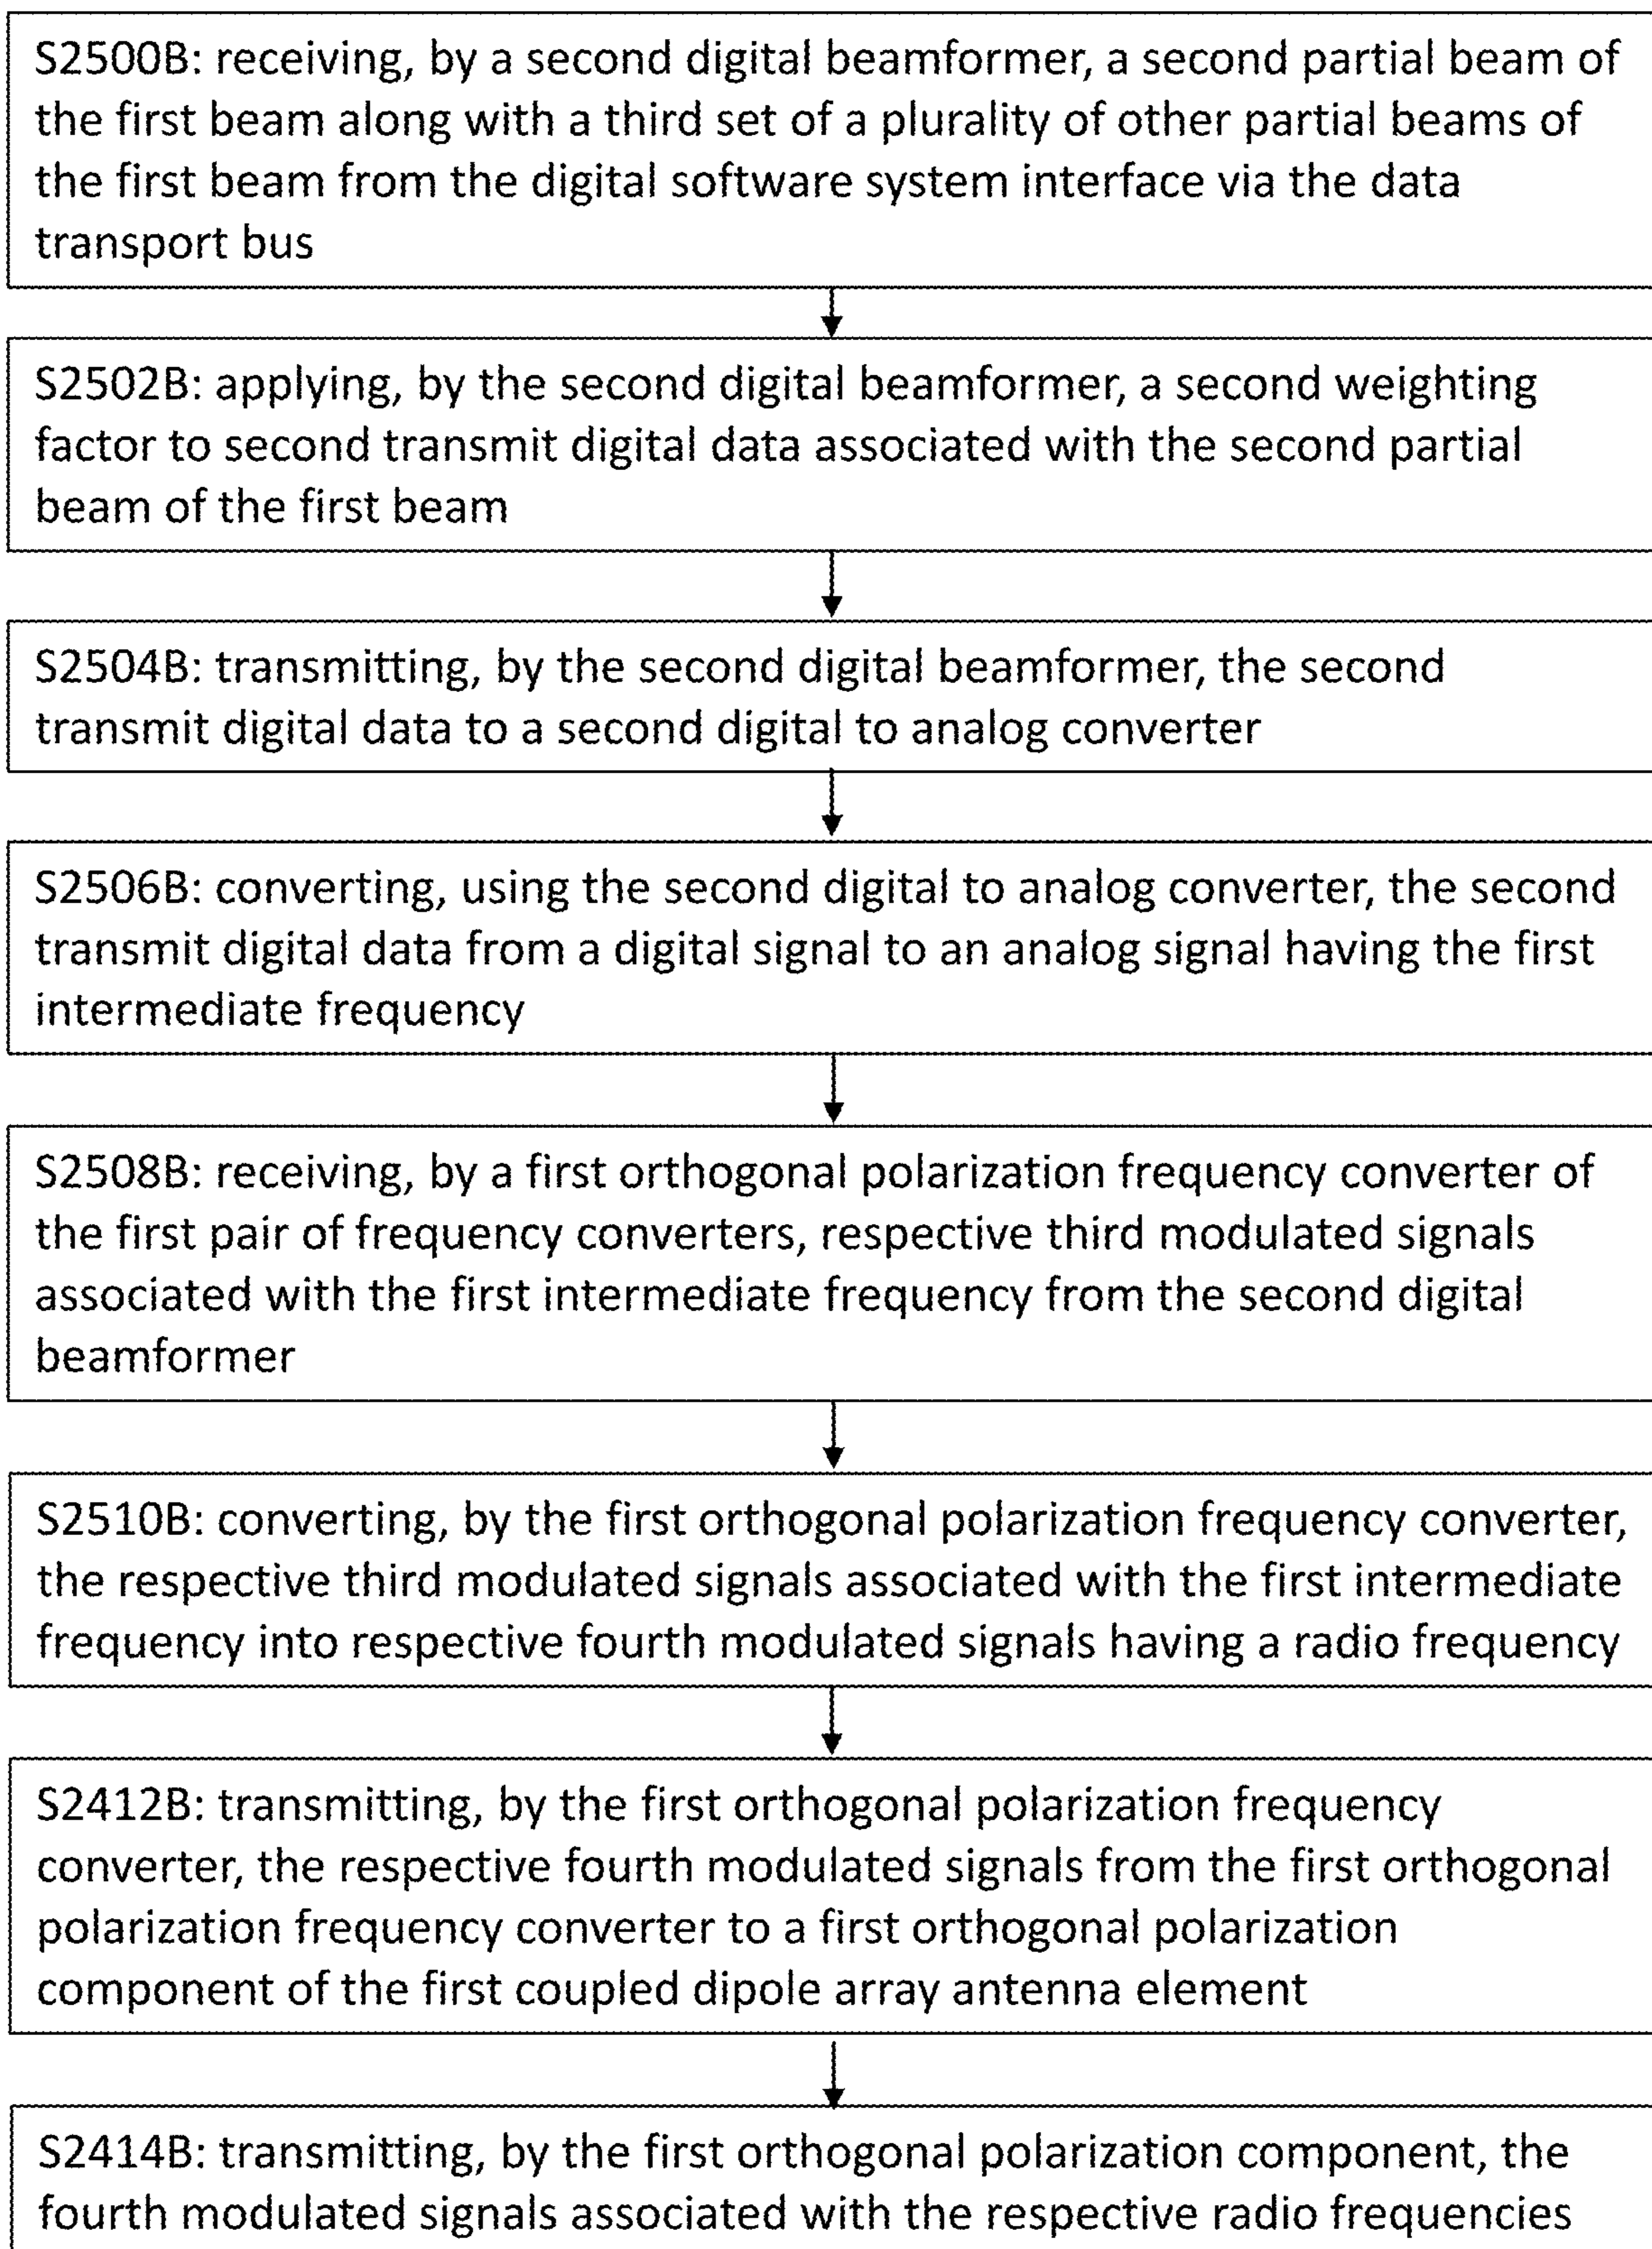 S2500B: receiving, by a second digital beamformer, a second partial beam of
the first beam along with a third set of a plurality of other partial beams of
the first beam from the digital software system interface via the data
transport bus
S2502B: applying, by the second digital beamformer, a second weighting
factor to second transmit digital data associated with the second partial
beam of the first beam
S2504B: transmitting, by the second digital beamformer, the second
transmit digital data to a second digital to analog converter
S2506B: converting, using the second digital to analog converter, the second
transmit digital data from a digital signal to an analog signal having the first
intermediate frequency
S2508B: receiving, by a first orthogonal polarization frequency converter of
the first pair of frequency converters, respective third modulated signals
associated with the first intermediate frequency from the second digital
beamformer
S2510B: converting, by the first orthogonal polarization frequency converter,
the respective third modulated signals associated with the first intermediate
frequency into respective fourth modulated signals having a radio frequency
S2412B: transmitting, by the first orthogonal polarization frequency
converter, the respective fourth modulated signals from the first orthogonal
polarization frequency converter to a first orthogonal polarization
component of the first coupled dipole array antenna element
S2414B: transmitting, by the first orthogonal polarization component, the
fourth modulated signals associated with the respective radio frequencies